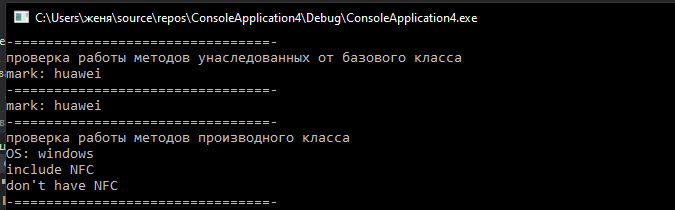 C:\Users\женя\source\repos\ConsoleApplication4\Debug\ConsoleApplication4.exe
--------------------------------
проверка работы методов унаследованных от базового класса
mark: huawei
--------------------------------
mark: huawei
--------------------------------
проверка работы методов производного класса
OS: windows
include NFC
don't have NFC
--------------------------------